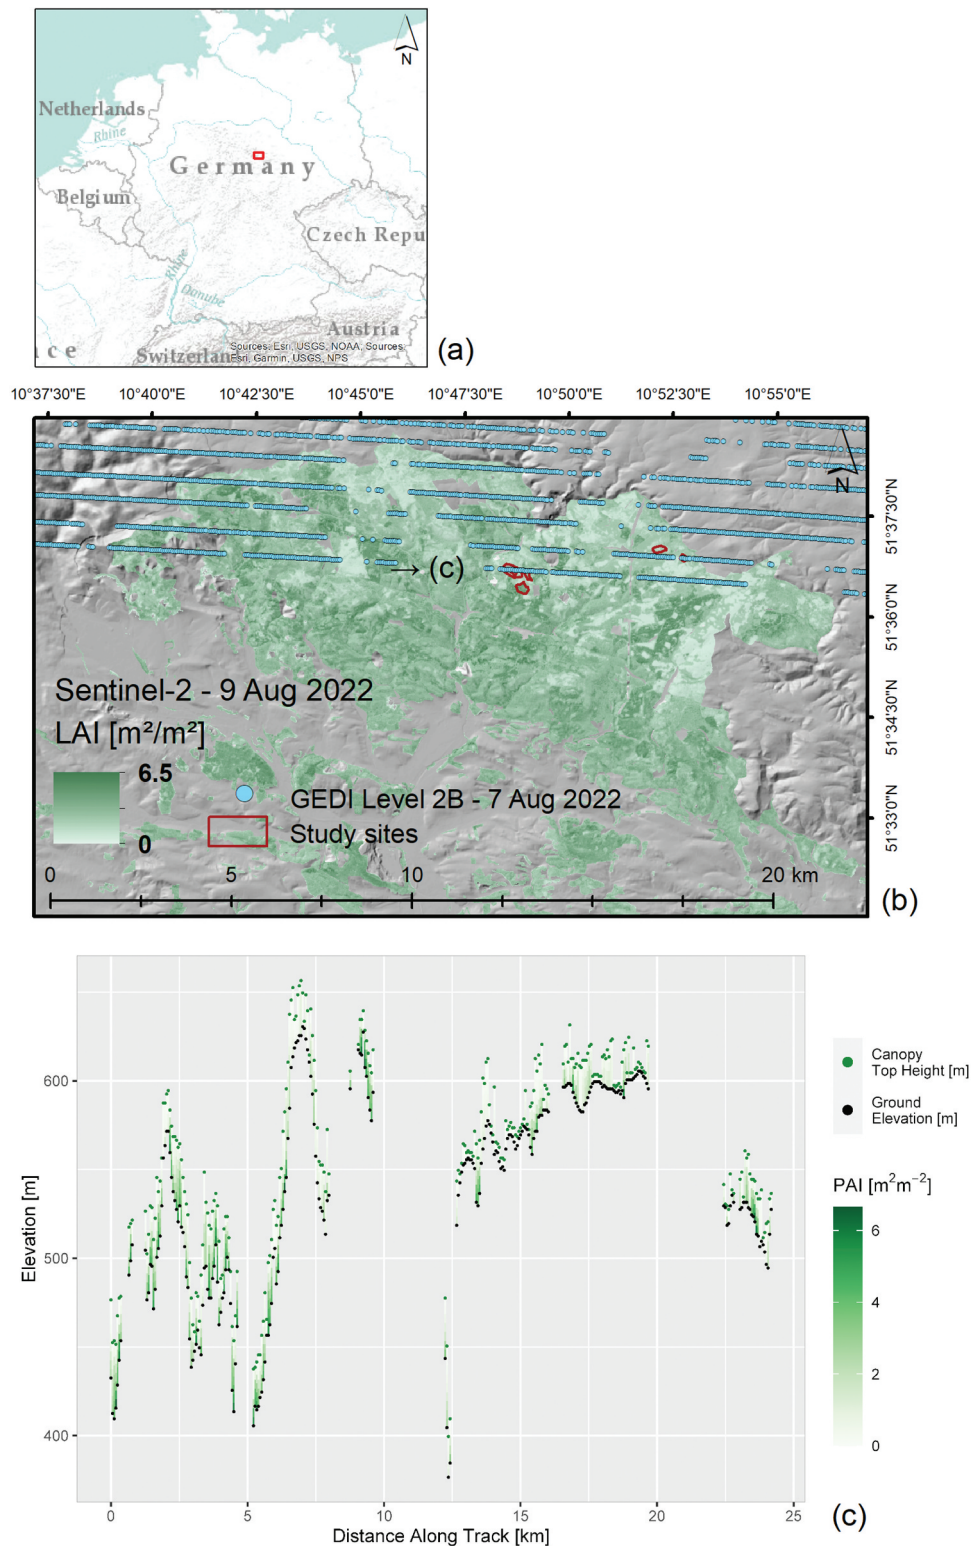 N
Netherlands
Rhine
Germany
Belgium
Czech Repu
Rhine
Danube
Austria
Sources: Esri, USGS, NOAA, Sources:
ce
Switzerlan
Esri, Garmin, USGS, NPS
(a)
10°37'30"E 10°40'0"E 10°42'30"E 10°45'0"E 10°47'30"E 10°50'0"E 10°52'30"E 10°55'0"E
N
51°37'30"N
→ (c)
51°36'0"N
Sentinel-2 - 9 Aug 2022
LAI [m²/m²]
51°34'30"N
6.5
GEDI Level 2B - 7 Aug 2022
0
Study sites
51°33'0"N
0 5 10 20 km
(b)
600
500
400
Elevation [m]
0 5 10 15 20 25
Distance Along Track [km]
Canopy
Top Height [m]
Ground
Elevation [m]
PAI [m²m⁻²]
6
4
2
0
(c)